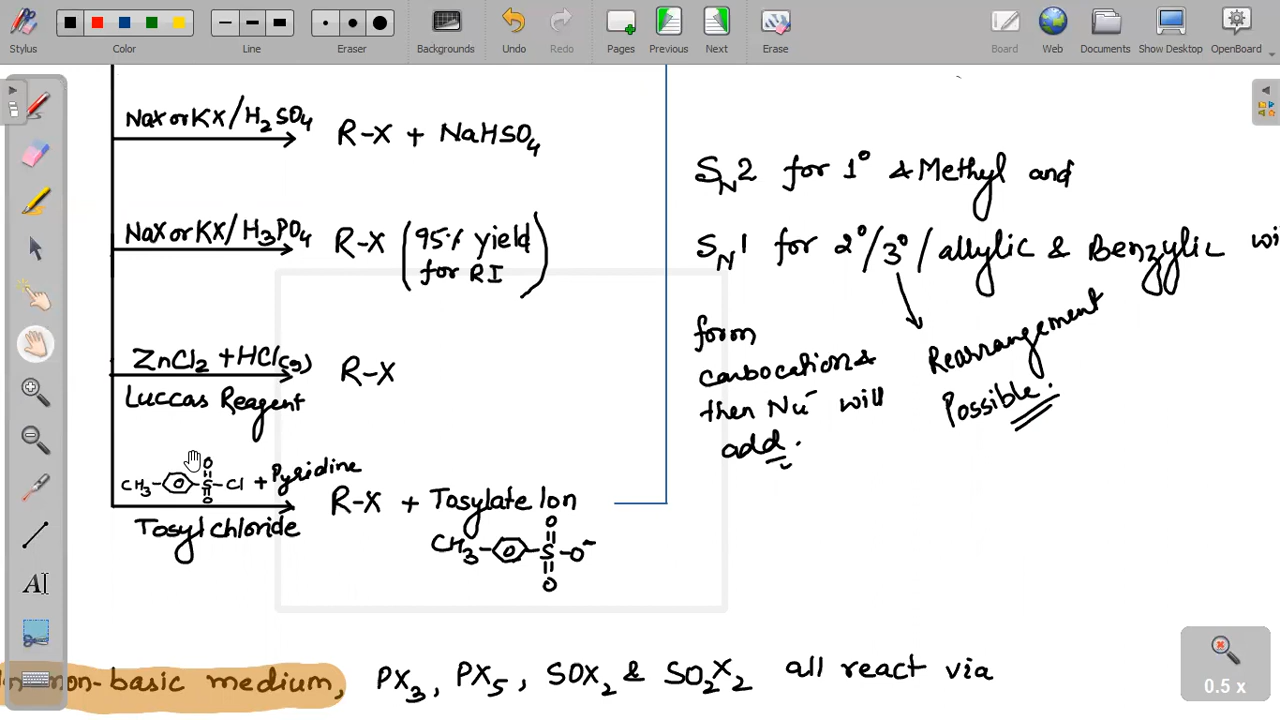 Stylus
Color
Line
Eraser
Backgrounds
Undo
Redo
Pages
Previous
Next
Erase
Board
Web
Documents
Show Desktop
OpenBoard
NaX or KX / H2SO4
R-X + NaHSO4
NaX or KX / H3PO4
R-X (95% yield
for RI)
ZnCl2 + HCl(g)
R-X
Luccas Reagent
CH3 S O O Cl + Pyridine
Tosyl chloride
R-X + Tosylate Ion
CH3 S O O O-
SN2 for 1° & Methyl and
SN1 for 2°/3°/allylic & Benzylic wi
form
carbocation &
then Nu- will
add.
Rearrangement
Possible.
non-basic medium, PX3, PX5, SOX2 & SO2X2 all react via
A
0.5 x